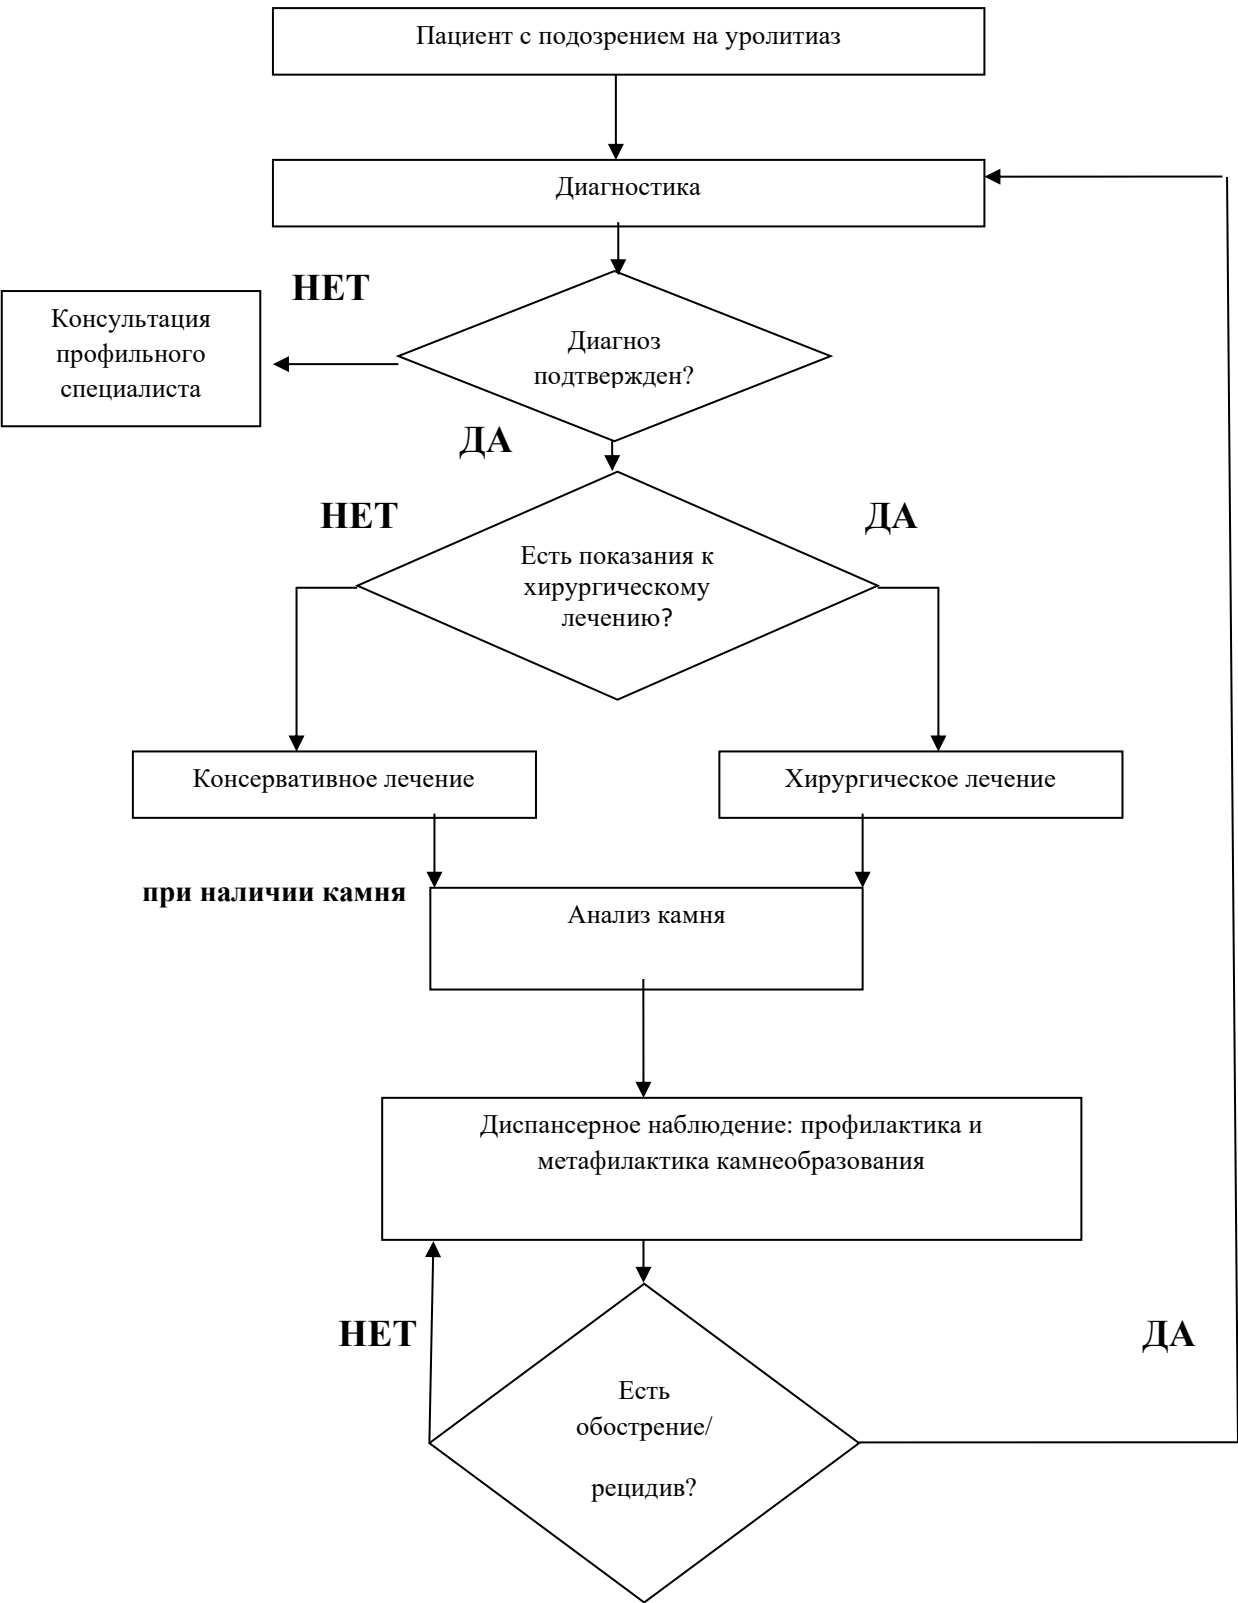 Пациент с подозрением на уролитиаз
Диагностика
НЕТ
Консультация
профильного
специалиста
Диагноз
подтвержден?
ДА
НЕТ
ДА
Есть показания к
хирургическому
лечению?
Консервативное лечение
Хирургическое лечение
при наличии камня
Анализ камня
Диспансерное наблюдение: профилактика и
метафилактика камнеобразования
НЕТ
ДА
Есть
обострение/
рецидив?